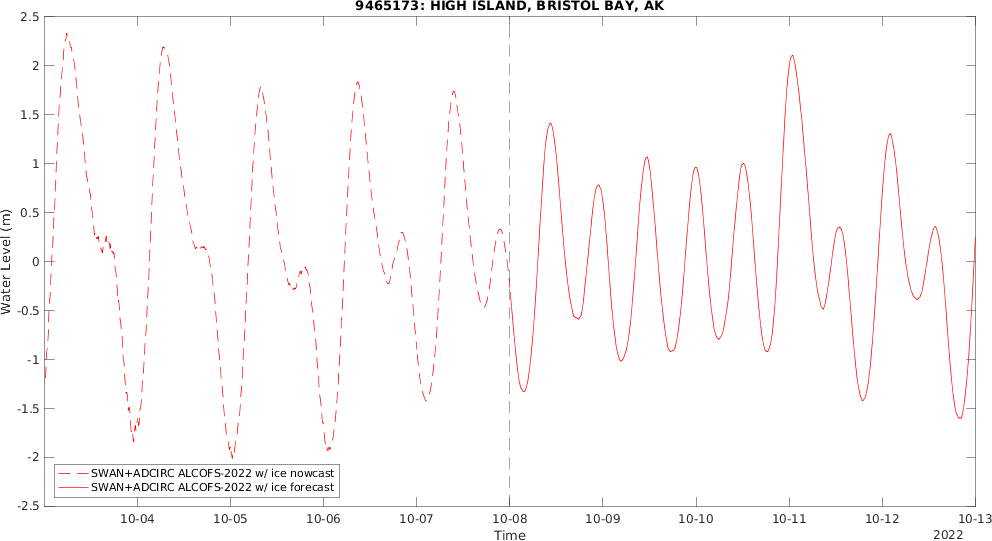 9465173: HIGH ISLAND, BRISTOL BAY, AK
2.5
2
1.5
1
0.5
0
-0.5
-1
-1.5
-2
-2.5
Water Level (m)
SWAN+ADCIRC ALCOFS-2022 w/ ice nowcast
SWAN+ADCIRC ALCOFS-2022 w/ ice forecast
10-04 10-05 10-06 10-07 10-08 10-09 10-10 10-11 10-12 10-13
Time
2022